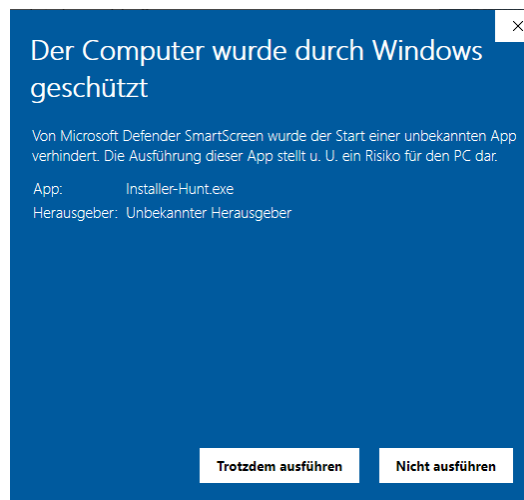 Der Computer wurde durch Windows
geschützt
Von Microsoft Defender SmartScreen wurde der Start einer unbekannten App
verhindert. Die Ausführung dieser App stellt u. U. ein Risiko für den PC dar.
App: Installer-Hunt.exe
Herausgeber: Unbekannter Herausgeber
Trotzdem ausführen Nicht ausführen